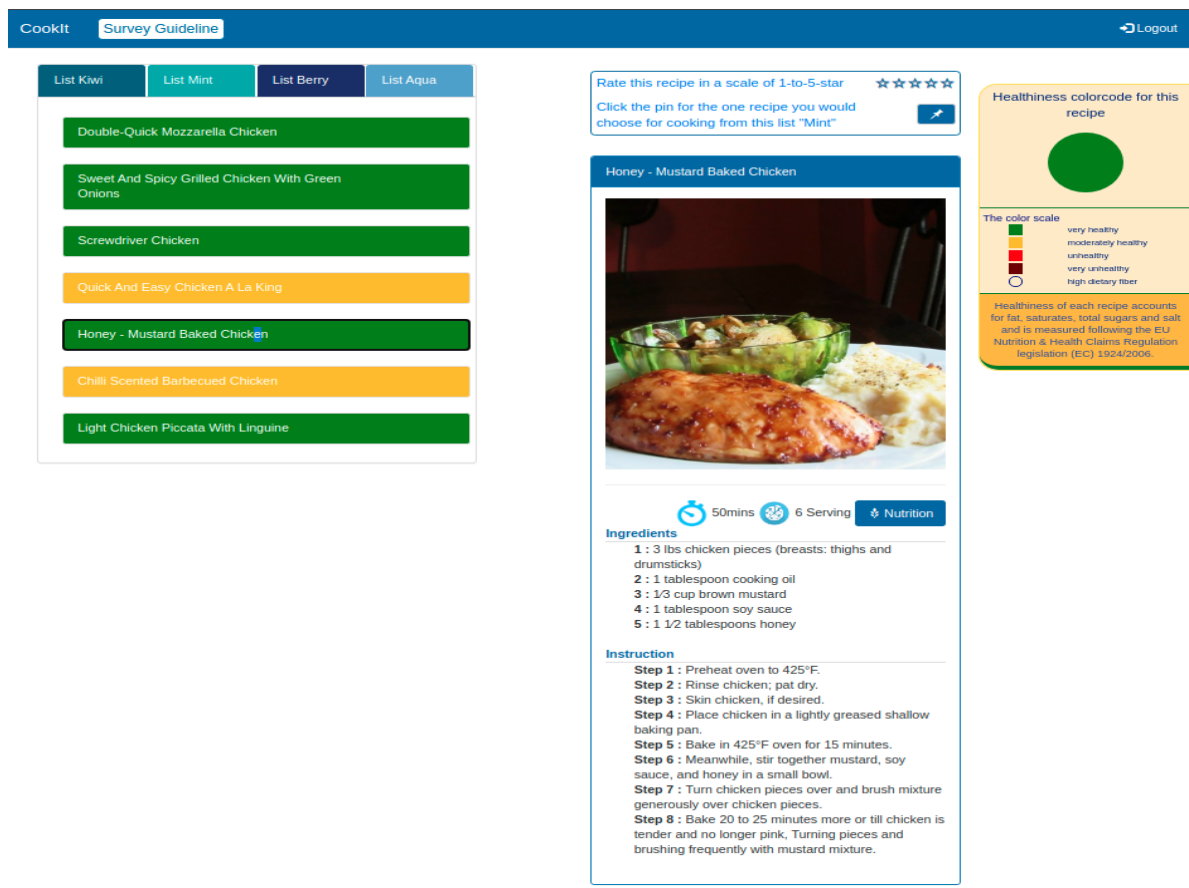 CookIt
Survey Guideline
Logout
List Kiwi
List Mint
List Berry
List Aqua
Double-Quick Mozzarella Chicken
Sweet And Spicy Grilled Chicken With Green
Onions
Screwdriver Chicken
Quick And Easy Chicken A La King
Honey - Mustard Baked Chicken
Chilli Scented Barbecued Chicken
Light Chicken Piccata With Linguine
Rate this recipe in a scale of 1-to-5-star
Click the pin for the one recipe you would
choose for cooking from this list "Mint"
Honey - Mustard Baked Chicken
50mins
6 Serving
Nutrition
Ingredients
1 : 3 lbs chicken pieces (breasts: thighs and
drumsticks)
2 : 1 tablespoon cooking oil
3 : 1⁄3 cup brown mustard
4 : 1 tablespoon soy sauce
5 : 1 1⁄2 tablespoons honey
Instruction
Step 1 : Preheat oven to 425°F.
Step 2 : Rinse chicken; pat dry.
Step 3 : Skin chicken, if desired.
Step 4 : Place chicken in a lightly greased shallow
baking pan.
Step 5 : Bake in 425°F oven for 15 minutes.
Step 6 : Meanwhile, stir together mustard, soy
sauce, and honey in a small bowl.
Step 7 : Turn chicken pieces over and brush mixture
generously over chicken pieces.
Step 8 : Bake 20 to 25 minutes more or till chicken is
tender and no longer pink, Turning pieces and
brushing frequently with mustard mixture.
Healthiness colorcode for this
recipe
The color scale
very healthy
moderately healthy
unhealthy
very unhealthy
high dietary fiber
Healthiness of each recipe accounts
for fat, saturates, total sugars and salt
and is measured following the EU
Nutrition & Health Claims Regulation
legislation (EC) 1924/2006.